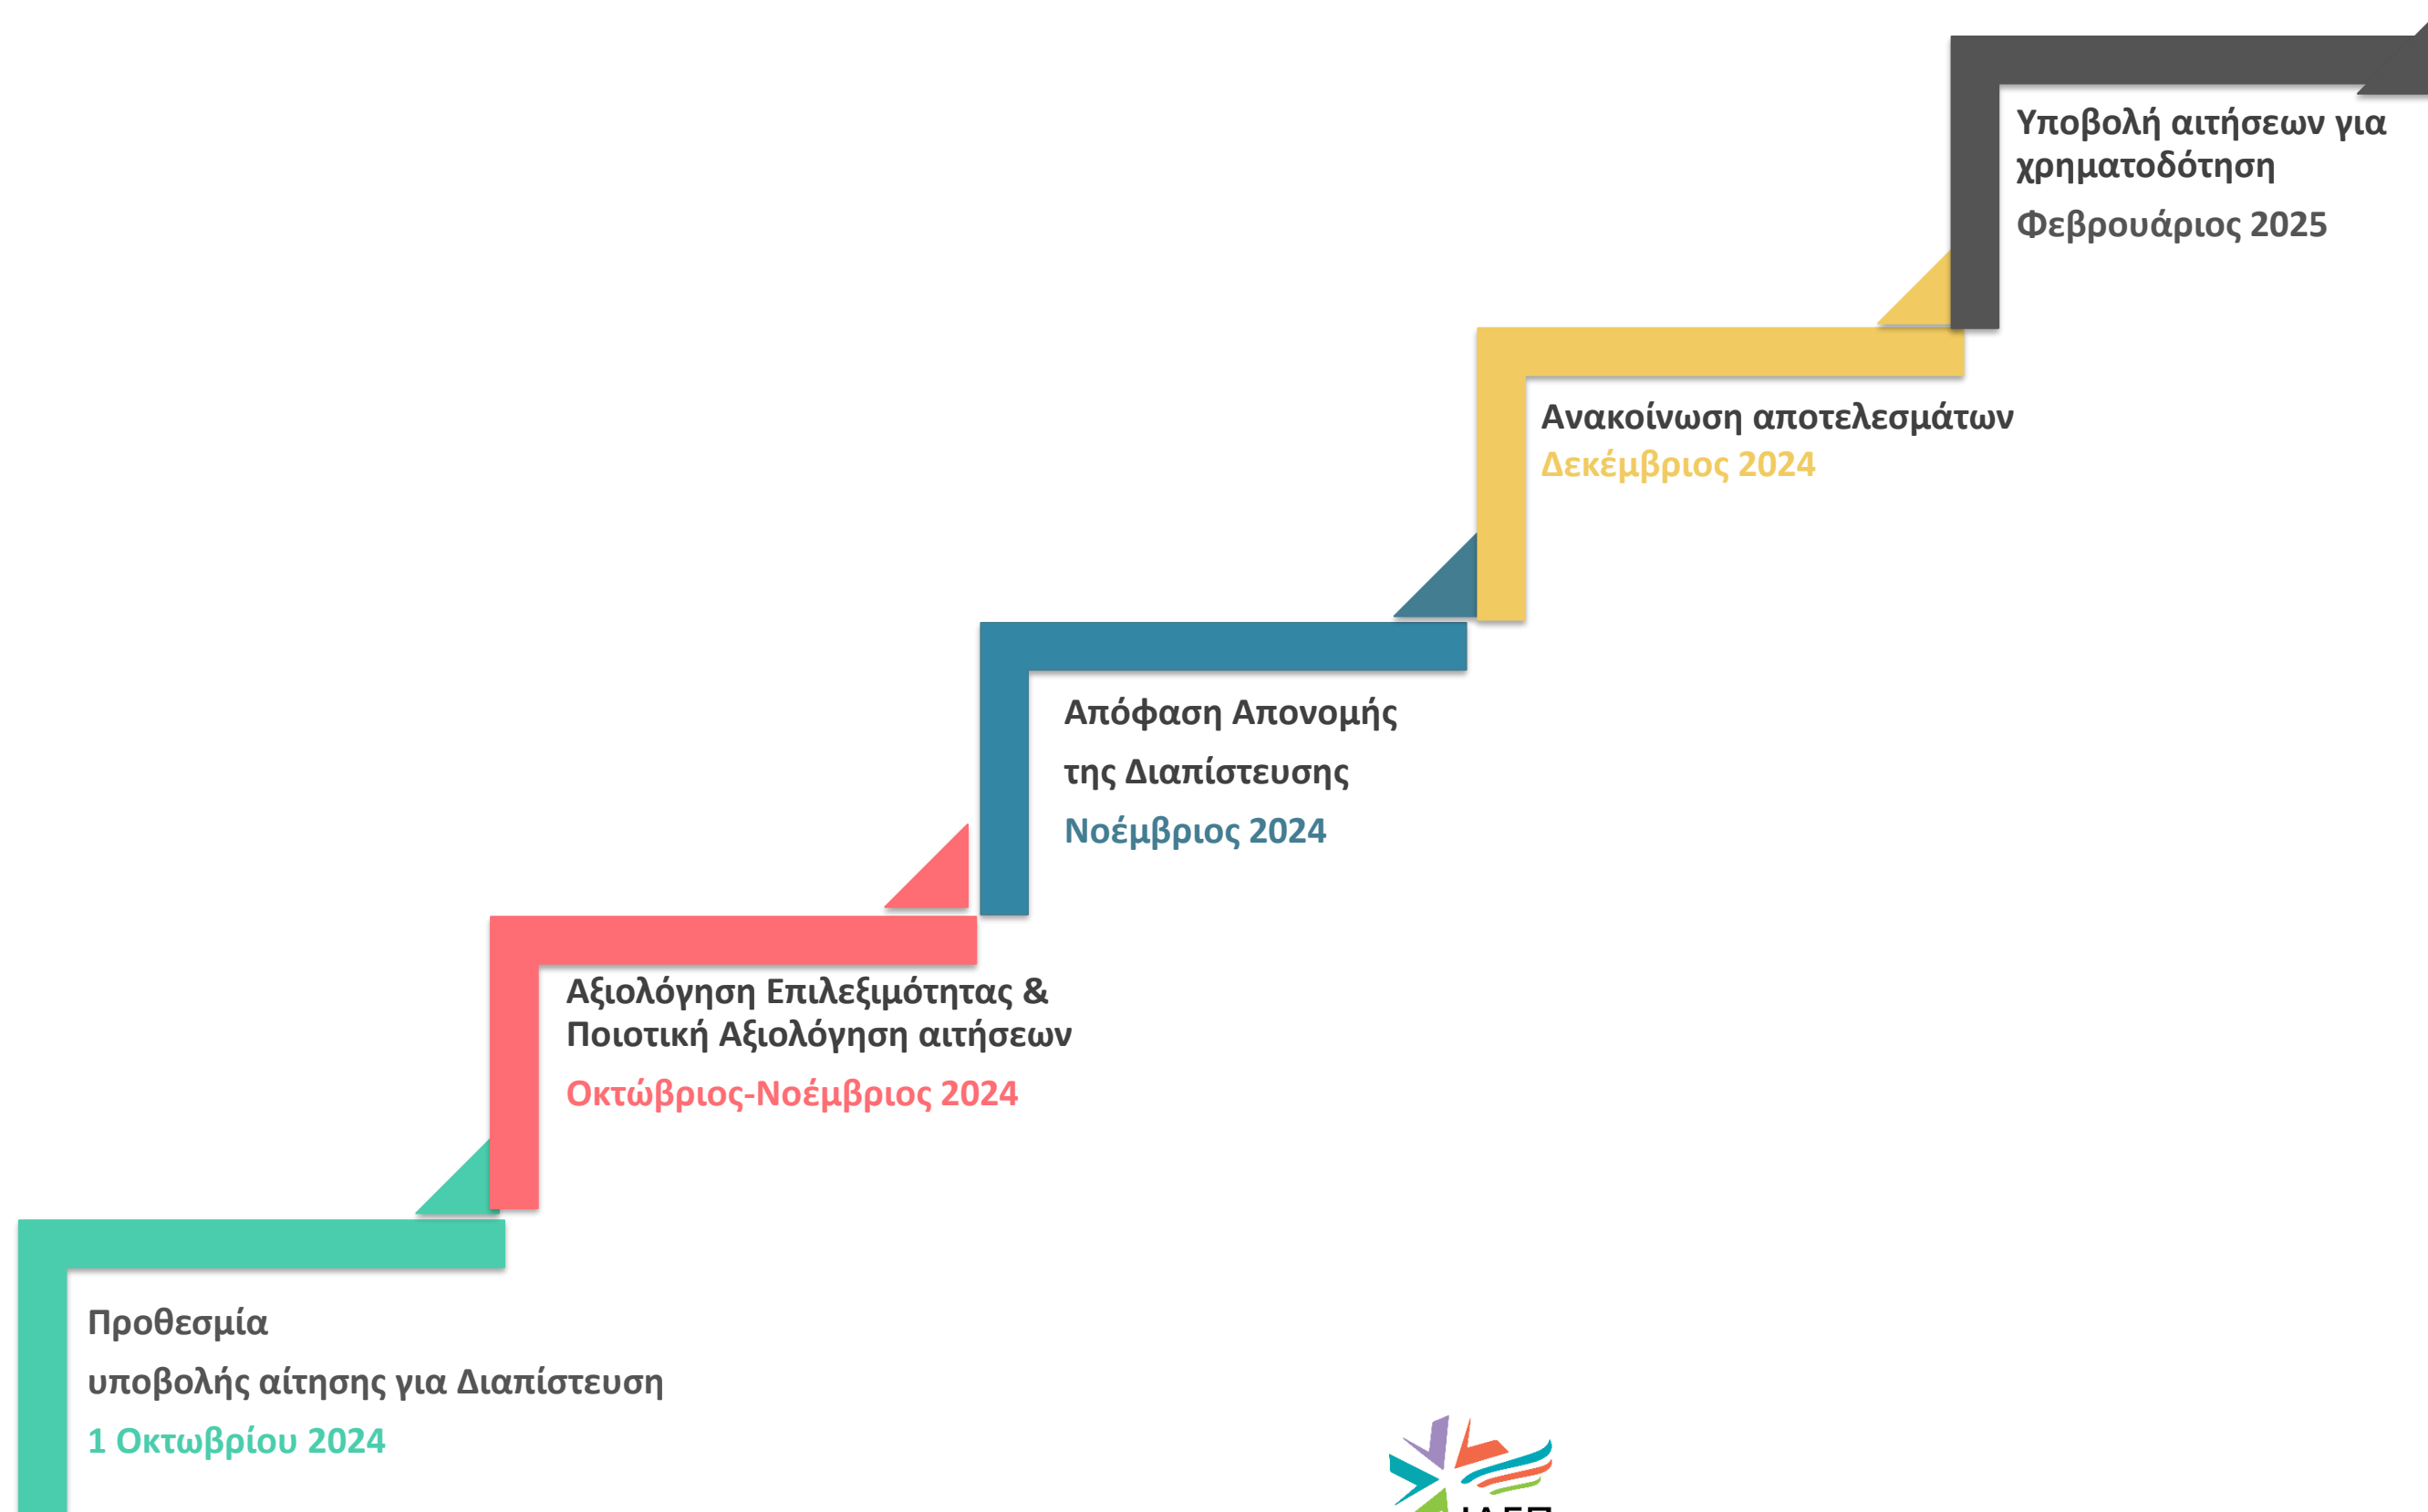 Υποβολή αιτήσεων για
χρηματοδότηση
Φεβρουάριος 2025
Ανακοίνωση αποτελεσμάτων
Δεκέμβριος 2024
Απόφαση Απονομής
της Διαπίστευσης
Νοέμβριος 2024
Αξιολόγηση Επιλεξιμότητας &
Ποιοτική Αξιολόγηση αιτήσεων
Οκτώβριος-Νοέμβριος 2024
Προθεσμία
υποβολής αίτησης για Διαπίστευση
1 Οκτωβρίου 2024